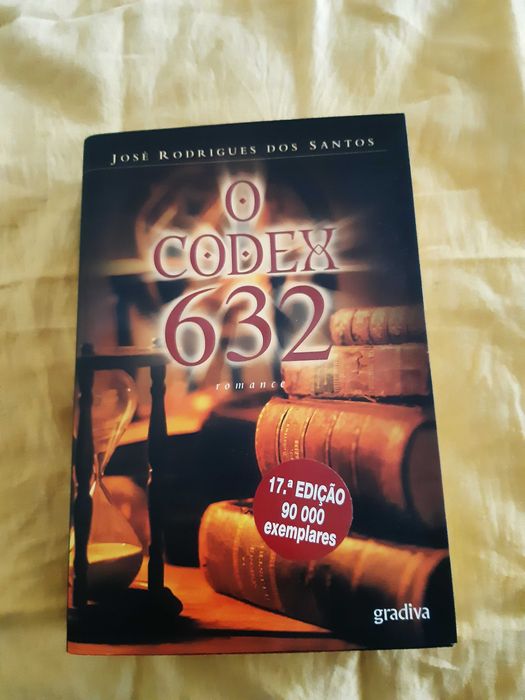 JOSÉ RODRIGUES DOS SANTOS
O
CODEX
632
romance
17.ª EDIÇÃO
90 000
exemplares
gradiva